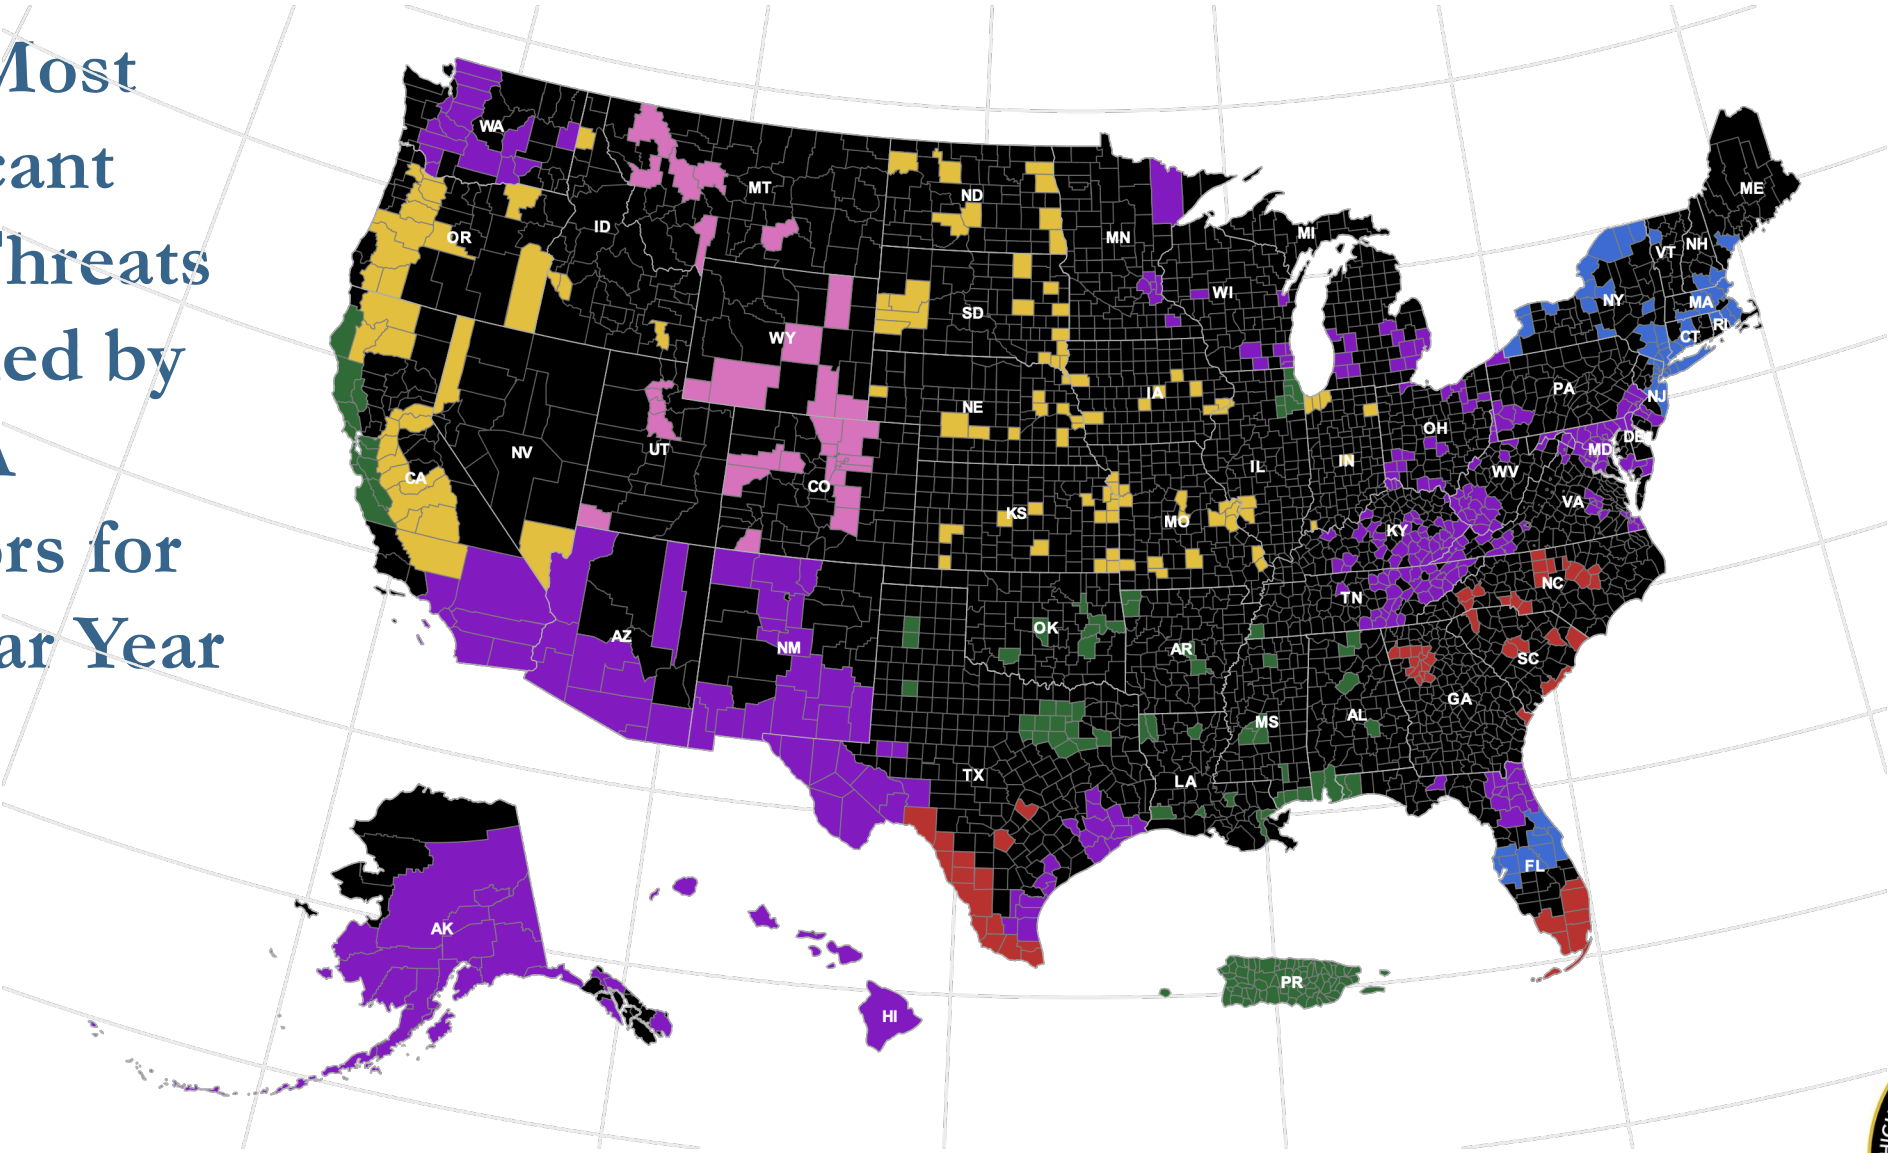 Most
cant
Threats
ed by
A
ors for
ar Year
WA
MT
ND
MN
MI
ME
OR
ID
VT
NH
WI
NY
MA
SD
RI
WY
CT
PA
IA
NE
NJ
OH
DE
NV
UT
CO
IL
IN
MD
CA
WV
KS
MO
VA
KY
NC
TN
AZ
OK
AR
NM
SC
GA
MS
AL
TX
LA
FL
AK
PR
HI